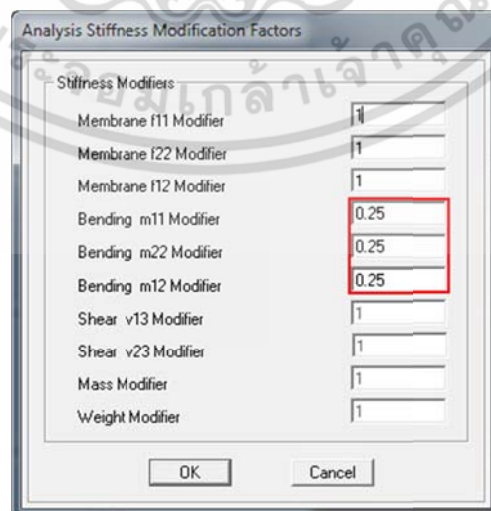 Analysis Stiffness Modification Factors
Stiffness Modifiers
Membrane f11 Modifier 1
Membrane f22 Modifier 1
Membrane f12 Modifier 1
Bending m11 Modifier 0.25
Bending m22 Modifier 0.25
Bending m12 Modifier 0.25
Shear v13 Modifier 1
Shear v23 Modifier 1
Mass Modifier 1
Weight Modifier 1
OK Cancel